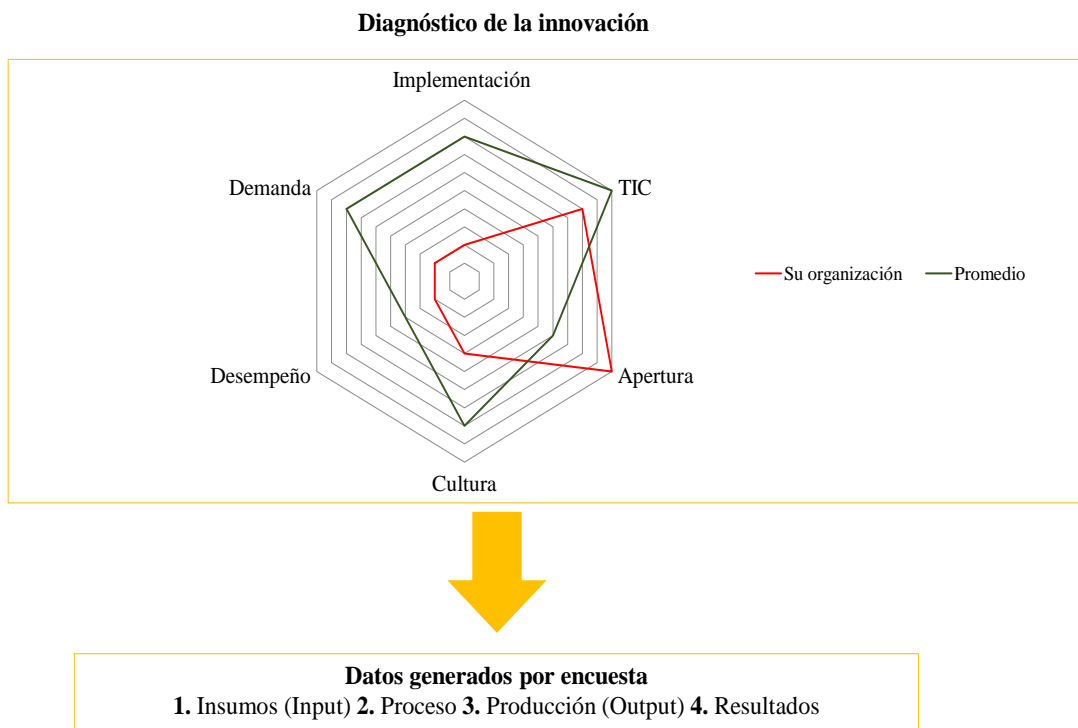 Diagnóstico de la innovación
Implementación
Demanda
TIC
Su organización
Promedio
Desempeño
Apertura
Cultura
Datos generados por encuesta
1. Insumos (Input) 2. Proceso 3. Producción (Output) 4. Resultados